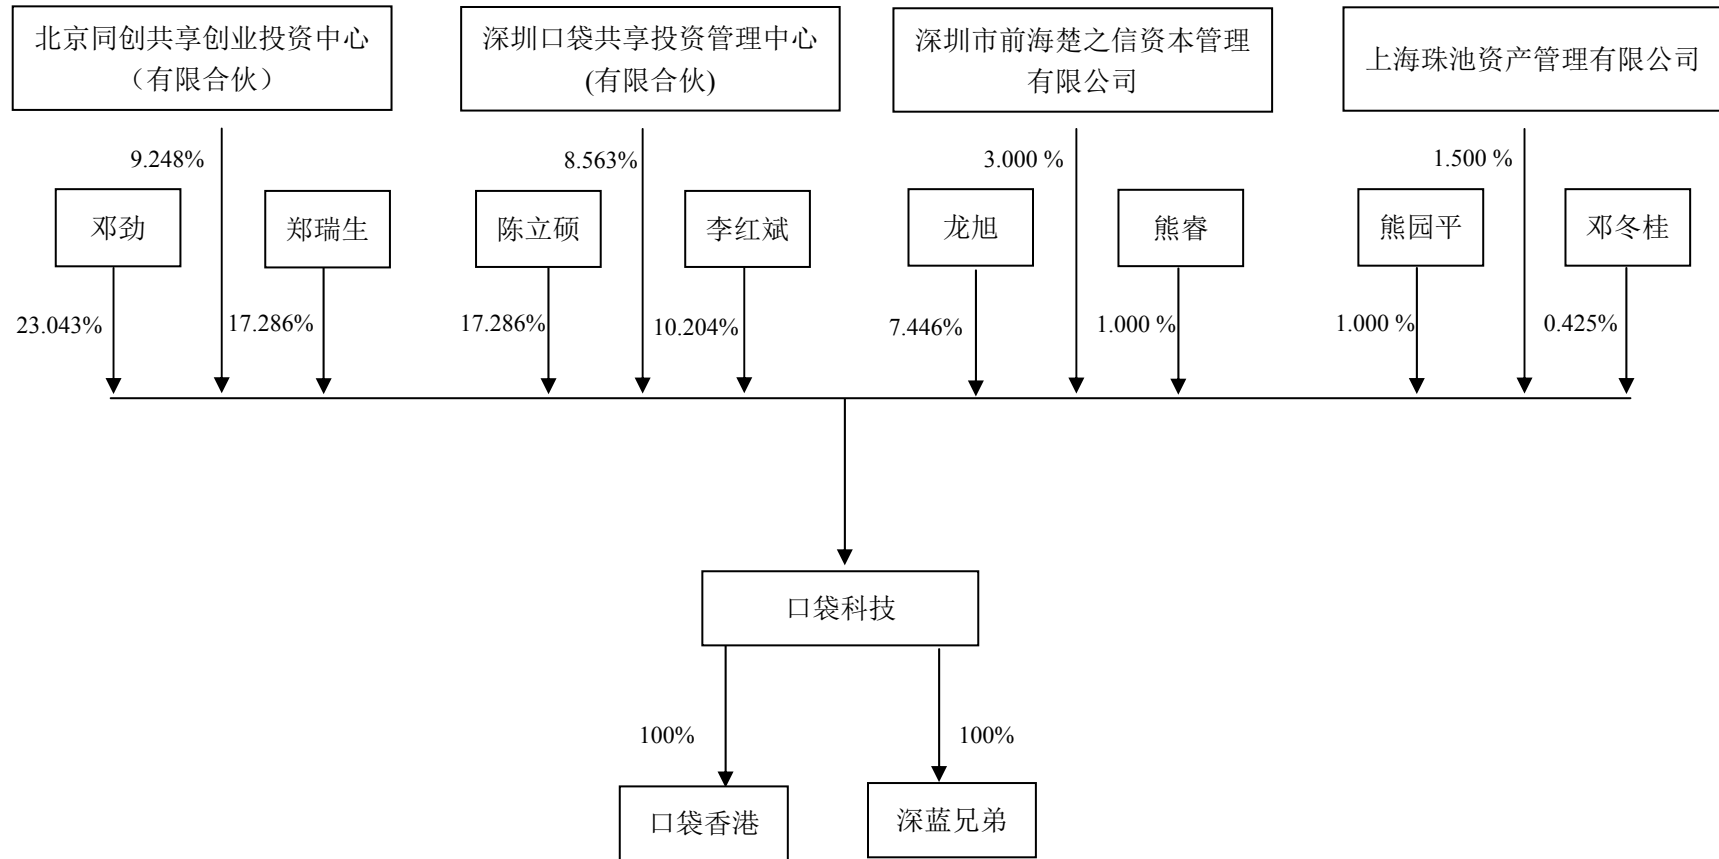 北京同创共享创业投资中心
（有限合伙）
深圳口袋共享投资管理中心
(有限合伙)
深圳市前海楚之信资本管理
有限公司
上海珠池资产管理有限公司
9.248%
8.563%
3.000 %
1.500 %
邓劲
郑瑞生
陈立硕
李红斌
龙旭
熊睿
熊园平
邓冬桂
23.043%
17.286%
17.286%
10.204%
7.446%
1.000 %
1.000 %
0.425%
口袋科技
100%
100%
口袋香港
深蓝兄弟